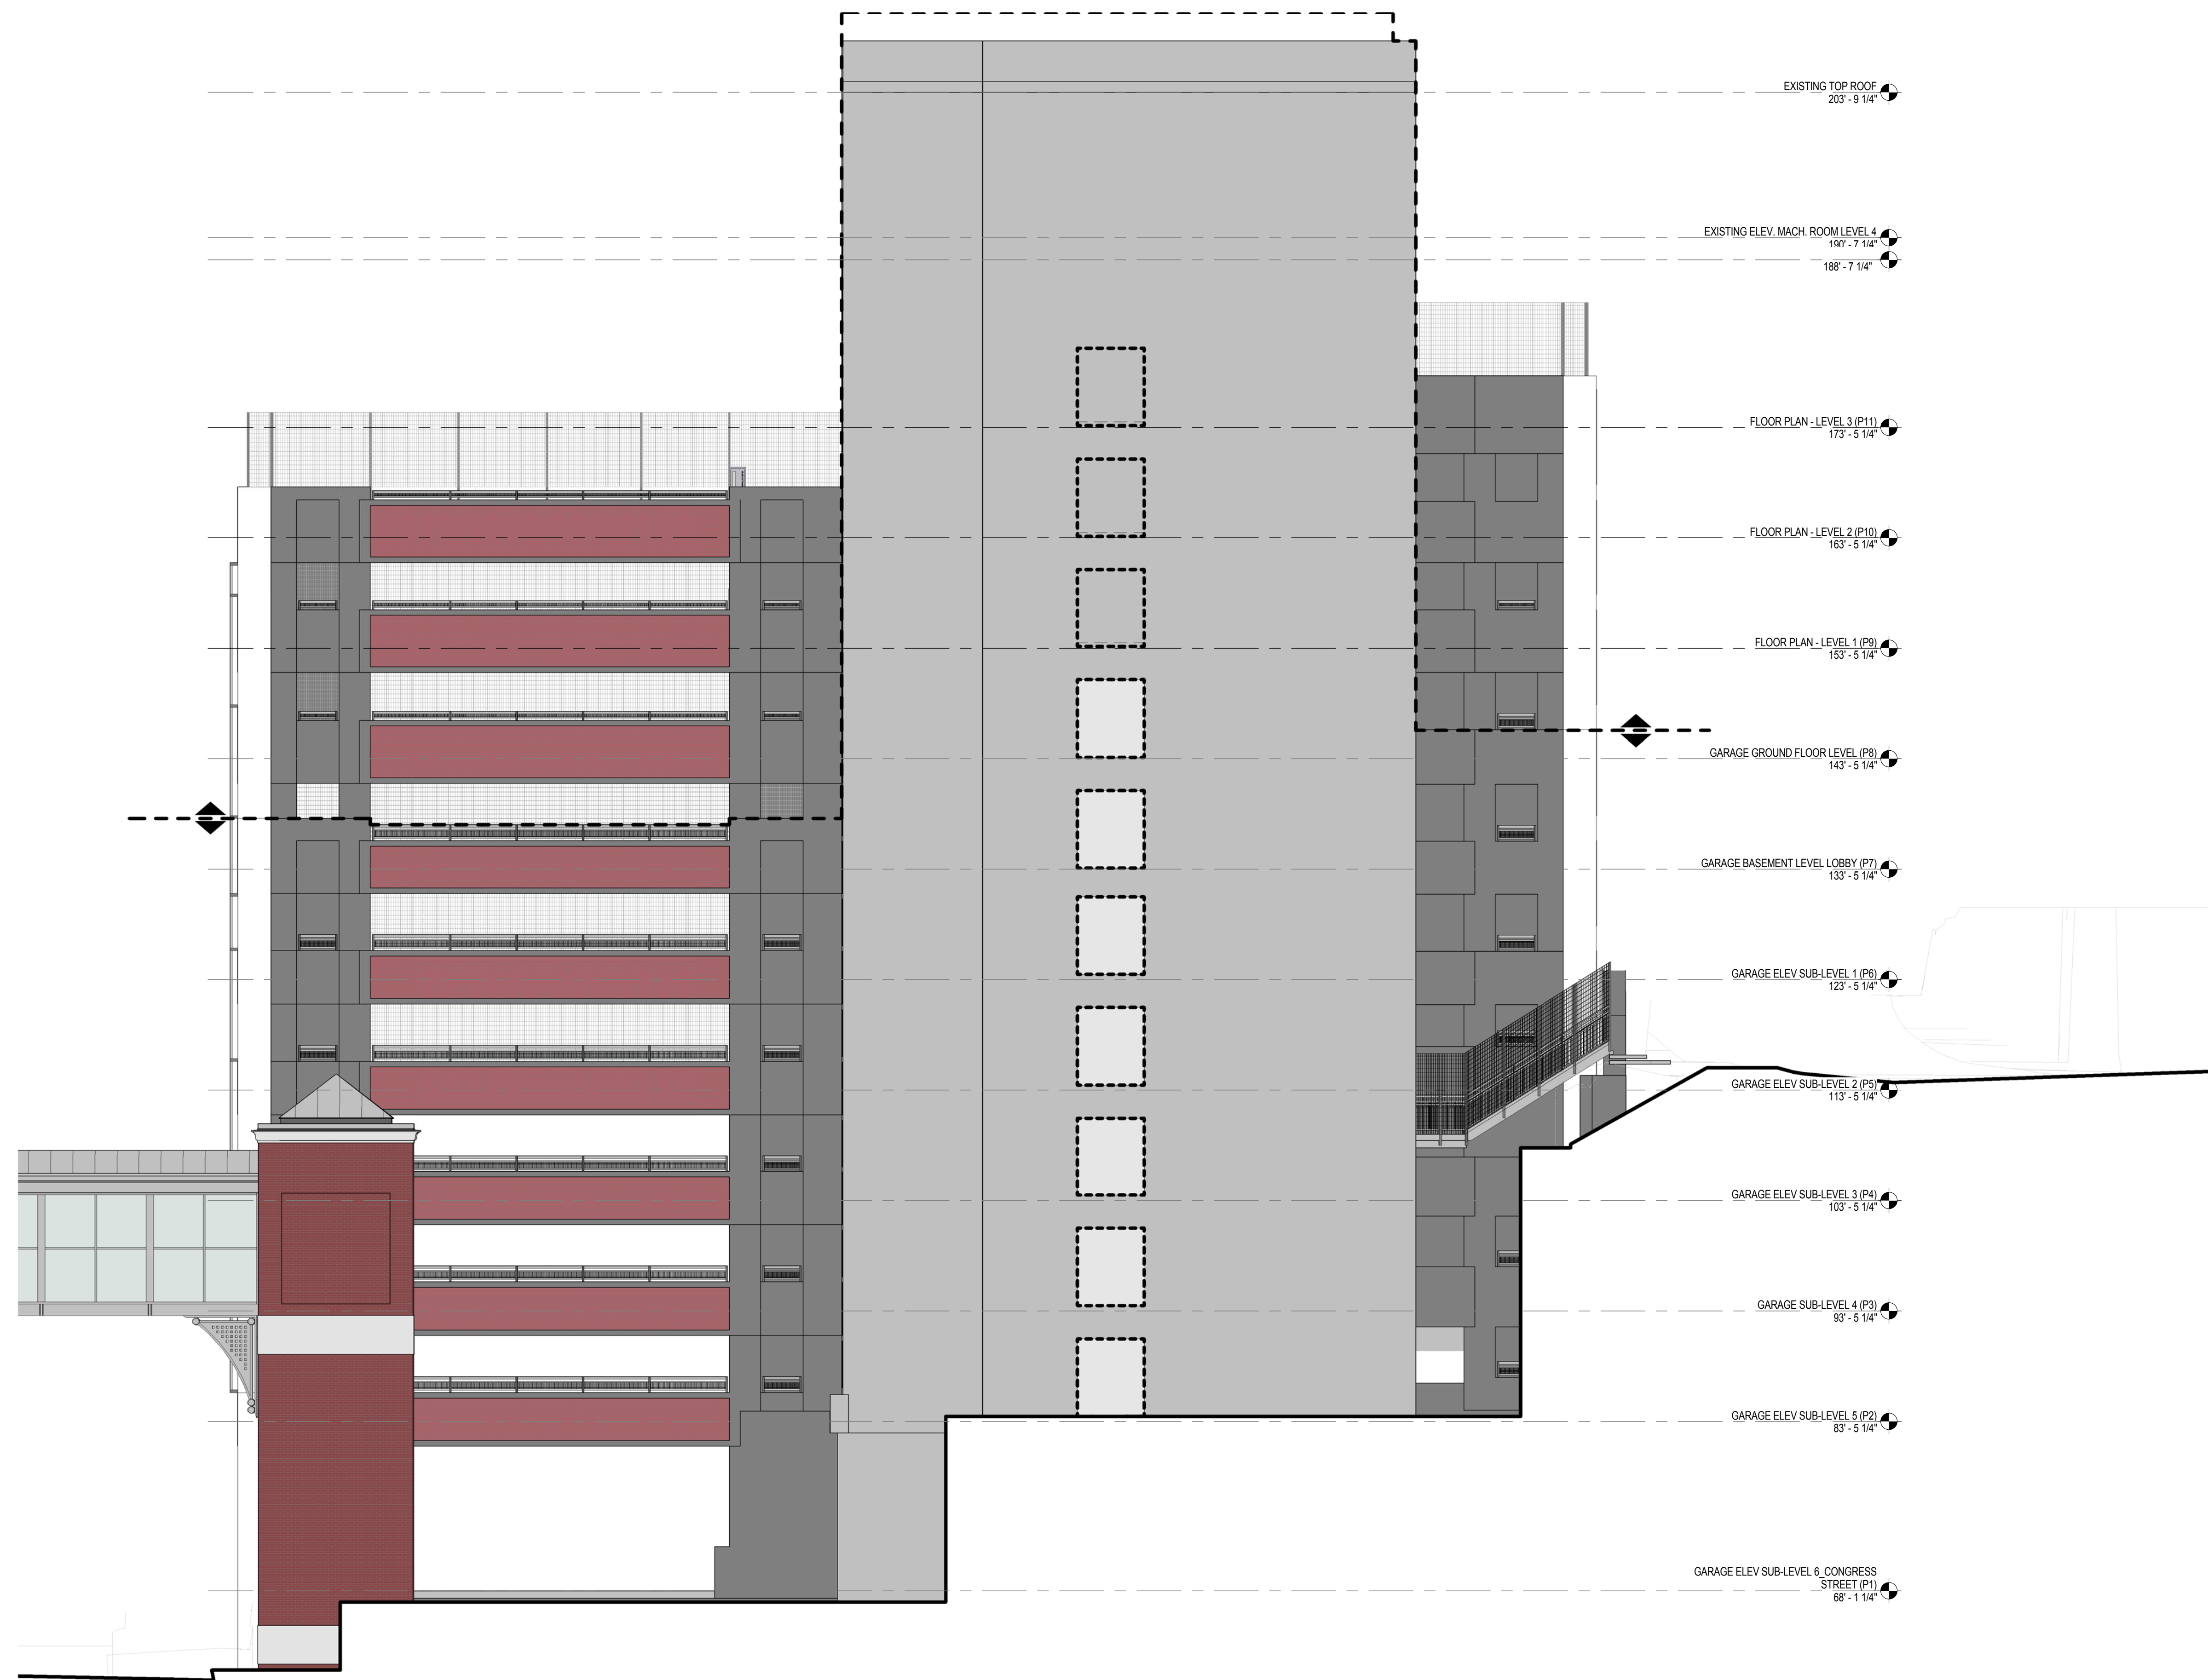 EXISTING TOP ROOF
203' - 9 1/4"
EXISTING ELEV. MACH. ROOM LEVEL 4
190' - 7 1/4"
188' - 7 1/4"
FLOOR PLAN - LEVEL 3 (P11)
173' - 5 1/4"
FLOOR PLAN - LEVEL 2 (P10)
163' - 5 1/4"
FLOOR PLAN - LEVEL 1 (P9)
153' - 5 1/4"
GARAGE GROUND FLOOR LEVEL (P8)
143' - 5 1/4"
GARAGE BASEMENT LEVEL LOBBY (P7)
133' - 5 1/4"
GARAGE ELEV SUB-LEVEL 1 (P6)
123' - 5 1/4"
GARAGE ELEV SUB-LEVEL 2 (P5)
113' - 5 1/4"
GARAGE ELEV SUB-LEVEL 3 (P4)
103' - 5 1/4"
GARAGE SUB-LEVEL 4 (P3)
93' - 5 1/4"
GARAGE ELEV SUB-LEVEL 5 (P2)
83' - 5 1/4"
GARAGE ELEV SUB-LEVEL 6_CONGRESS
STREET (P1)
68' - 1 1/4"